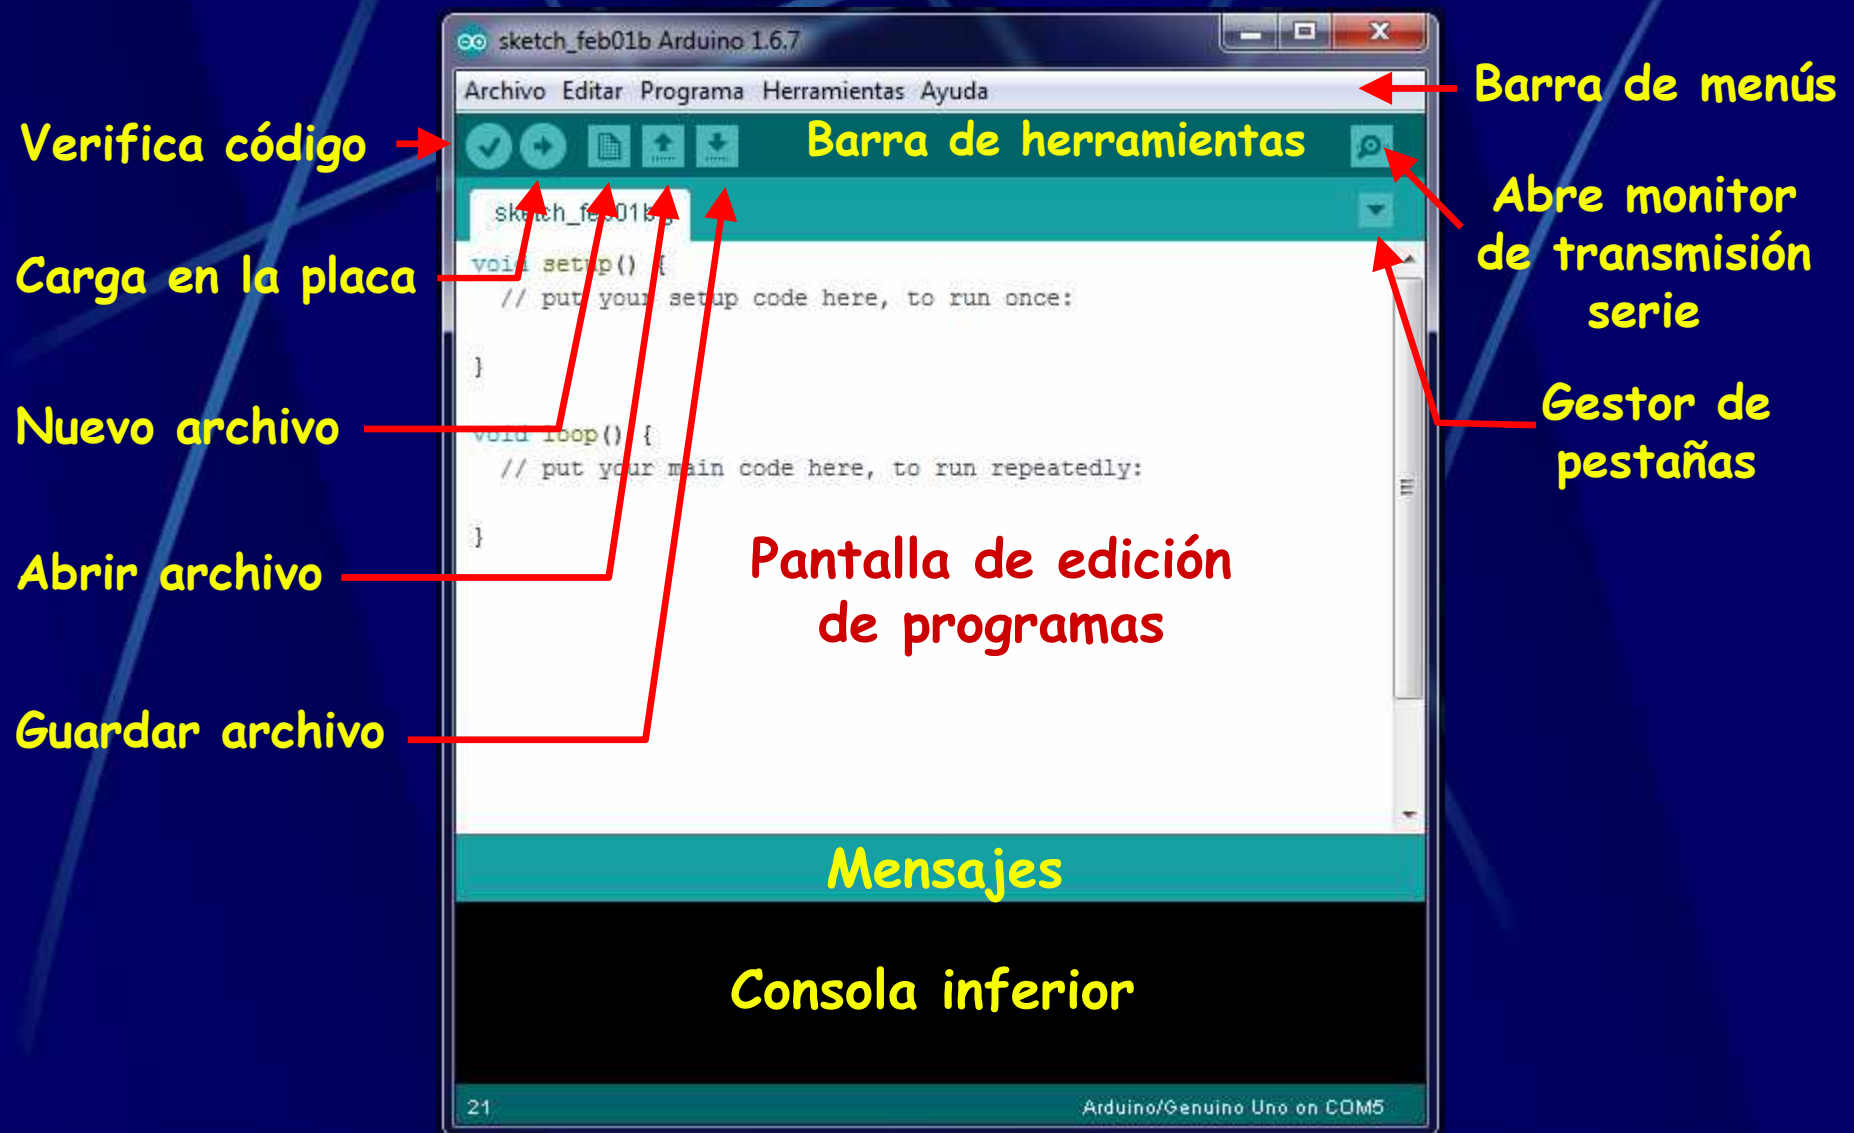 sketch_feb01b Arduino 1.6.7
Archivo Editar Programa Herramientas Ayuda
Barra de menús
Verifica código
Barra de herramientas
Abre monitor
de transmisión
serie
sketch_feb01b
Carga en la placa
void setup() {
// put your setup code here, to run once:
}
Nuevo archivo
void loop() {
// put your main code here, to run repeatedly:
}
Gestor de
pestañas
Abrir archivo
Pantalla de edición
de programas
Guardar archivo
Mensajes
Consola inferior
21
Arduino/Genuino Uno on COM5